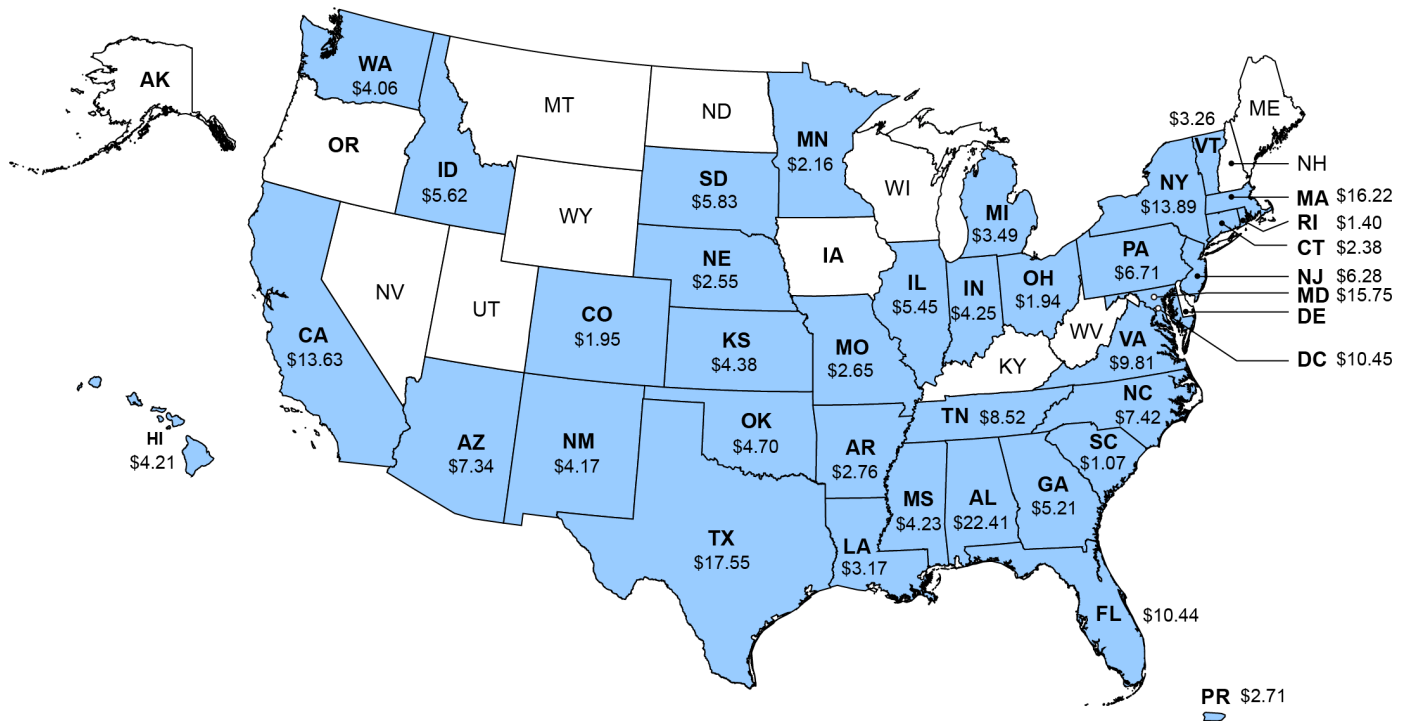 AK
WA
$4.06
OR
MT
ND
ID
$5.62
WY
SD
$5.83
MN
$2.16
WI
MI
$3.49
$3.26
VT
ME
NH
NY
$13.89
MA $16.22
RI $1.40
CT $2.38
NJ $6.28
MD $15.75
DE
DC $10.45
PA
$6.71
NV
UT
CA
$13.63
CO
$1.95
NE
$2.55
IA
KS
$4.38
MO
$2.65
IL
$5.45
IN
$4.25
OH
$1.94
WV
KY
VA
$9.81
NC
$7.42
TN $8.52
SC
$1.07
HI
$4.21
AZ
$7.34
NM
$4.17
OK
$4.70
AR
$2.76
TX
$17.55
LA
$3.17
MS
$4.23
AL
$22.41
GA
$5.21
FL $10.44
PR $2.71